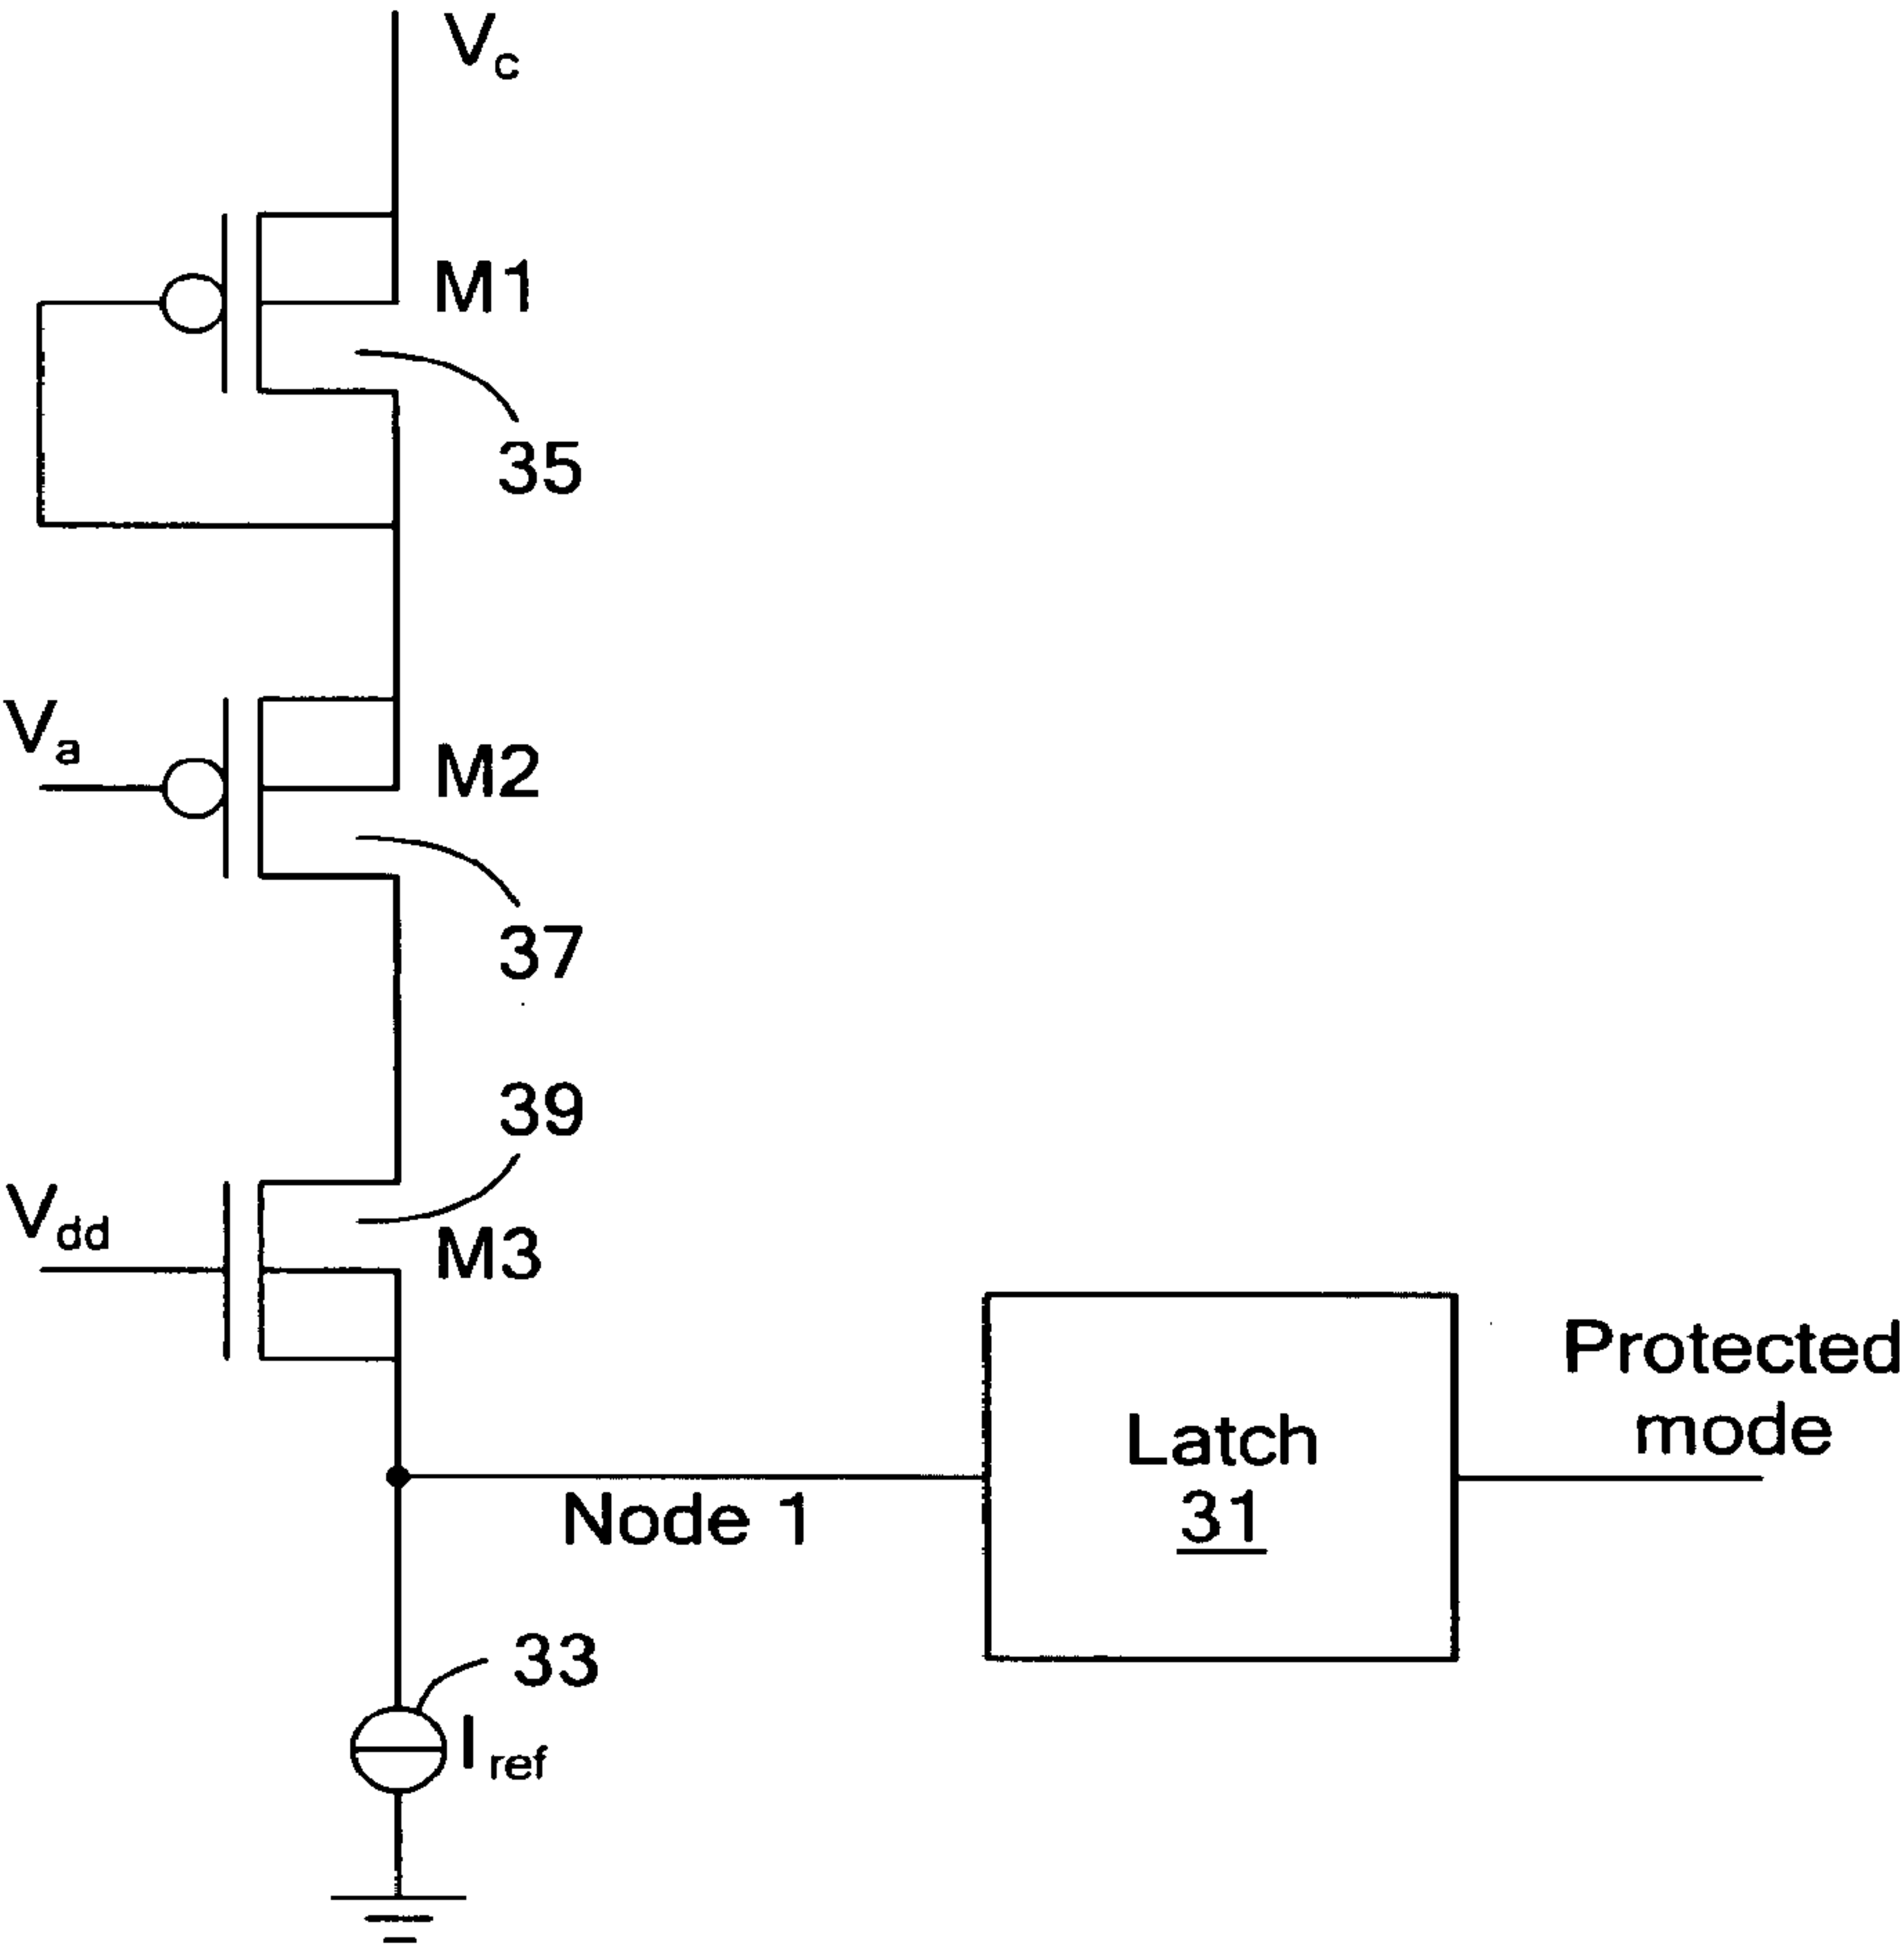 Vc
M1
35
Va
M2
37
39
Vdd
M3
Protected
mode
Latch
31
Node 1
33
Iref